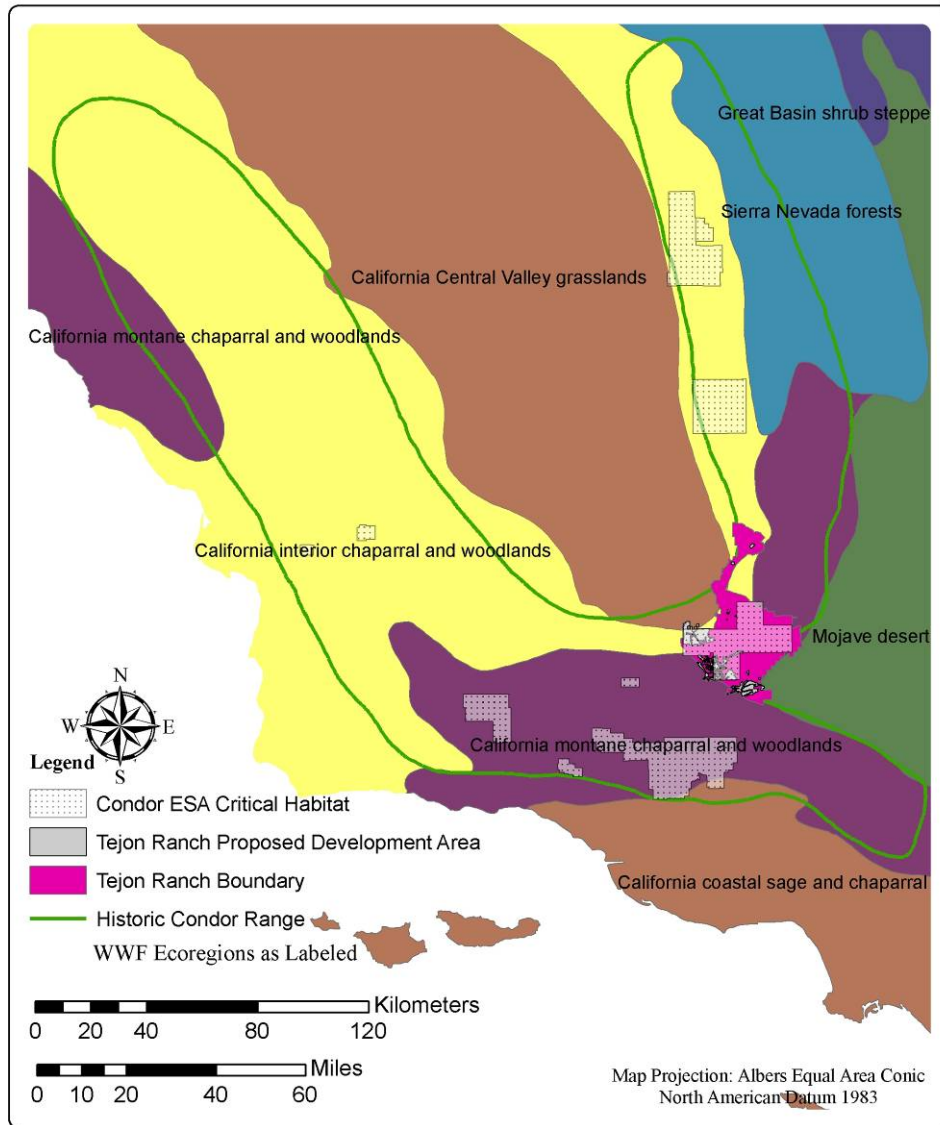 Great Basin shrub steppe
Sierra Nevada forests
California Central Valley grasslands
California montane chaparral and woodlands
California interior chaparral and woodlands
Mojave desert
N
W E
S
California montane chaparral and woodlands
Legend
Condor ESA Critical Habitat
Tejon Ranch Proposed Development Area
Tejon Ranch Boundary
California coastal sage and chaparral
Historic Condor Range
WWF Ecoregions as Labeled
Kilometers
0 20 40 80 120
Miles
0 10 20 40 60
Map Projection: Albers Equal Area Conic
North American Datum 1983